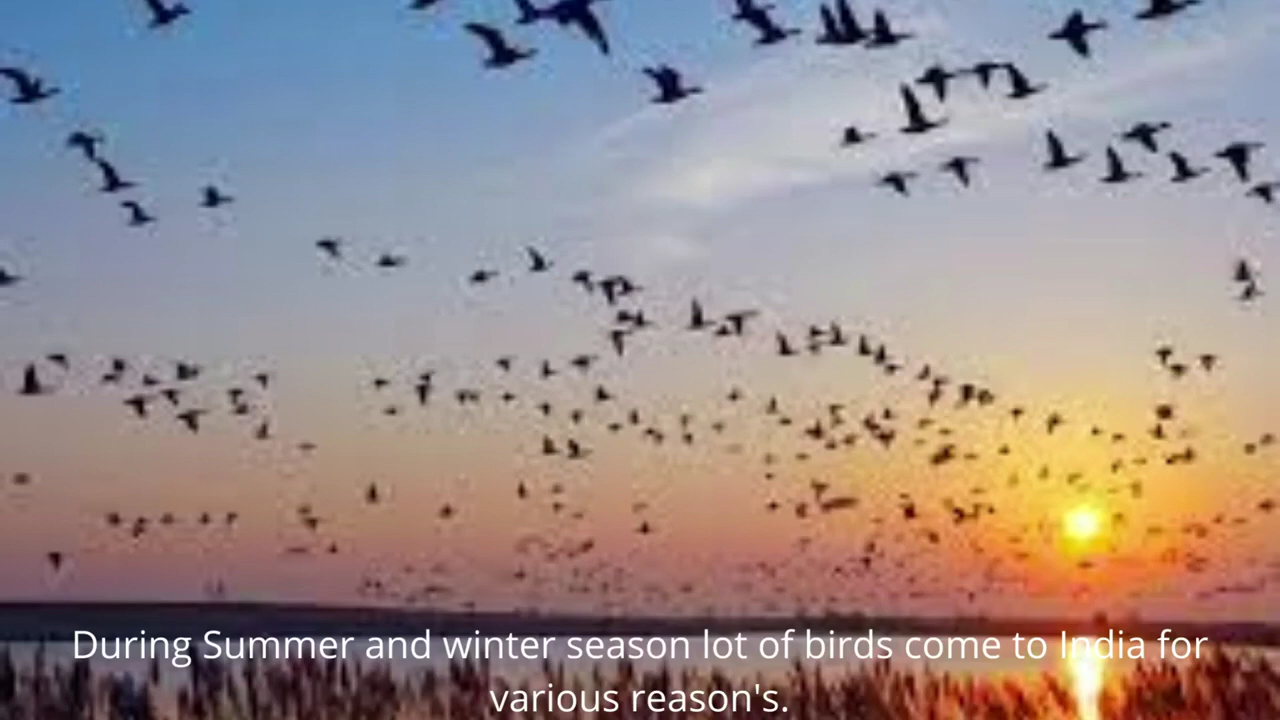 During Summer and winter season lot of birds come to India for
various reason's.